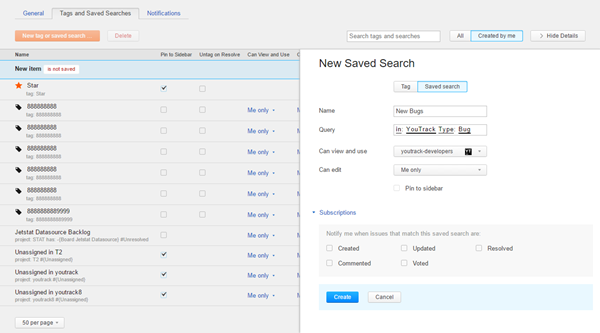 General Tags and Saved Searches Notifications
New tag or saved search… Delete
Search tags and searches All Created by me Hide Details
Name Pin to Sidebar Untag on Resolve Can View and Use
New item is not saved
Star
tag: Star
888888888
tag: 888888888
Me only
888888888
tag: 888888888
Me only
888888888
tag: 888888888
Me only
888888888
tag: 888888888
Me only
888888888
tag: 888888888
Me only
8888888889999
tag: 8888888889999
Me only
Jetstat Datasource Backlog
project: STAT has: -{Board Jetstat Datasource} #Unresolved
Me only
Unassigned in T2
project: T2 #{Unassigned}
Me only
Unassigned in youtrack
project: youtrack #{Unassigned}
Me only
Unassigned in youtrack8
project: youtrack8 #{Unassigned}
Me only
50 per page
New Saved Search
Tag Saved search
Name New Bugs
Query in: YouTrack Type: Bug
Can view and use youtrack-developers
Can edit Me only
Pin to sidebar
Subscriptions
Notify me when issues that match this saved search are:
Created Updated Resolved
Commented Voted
Create Cancel